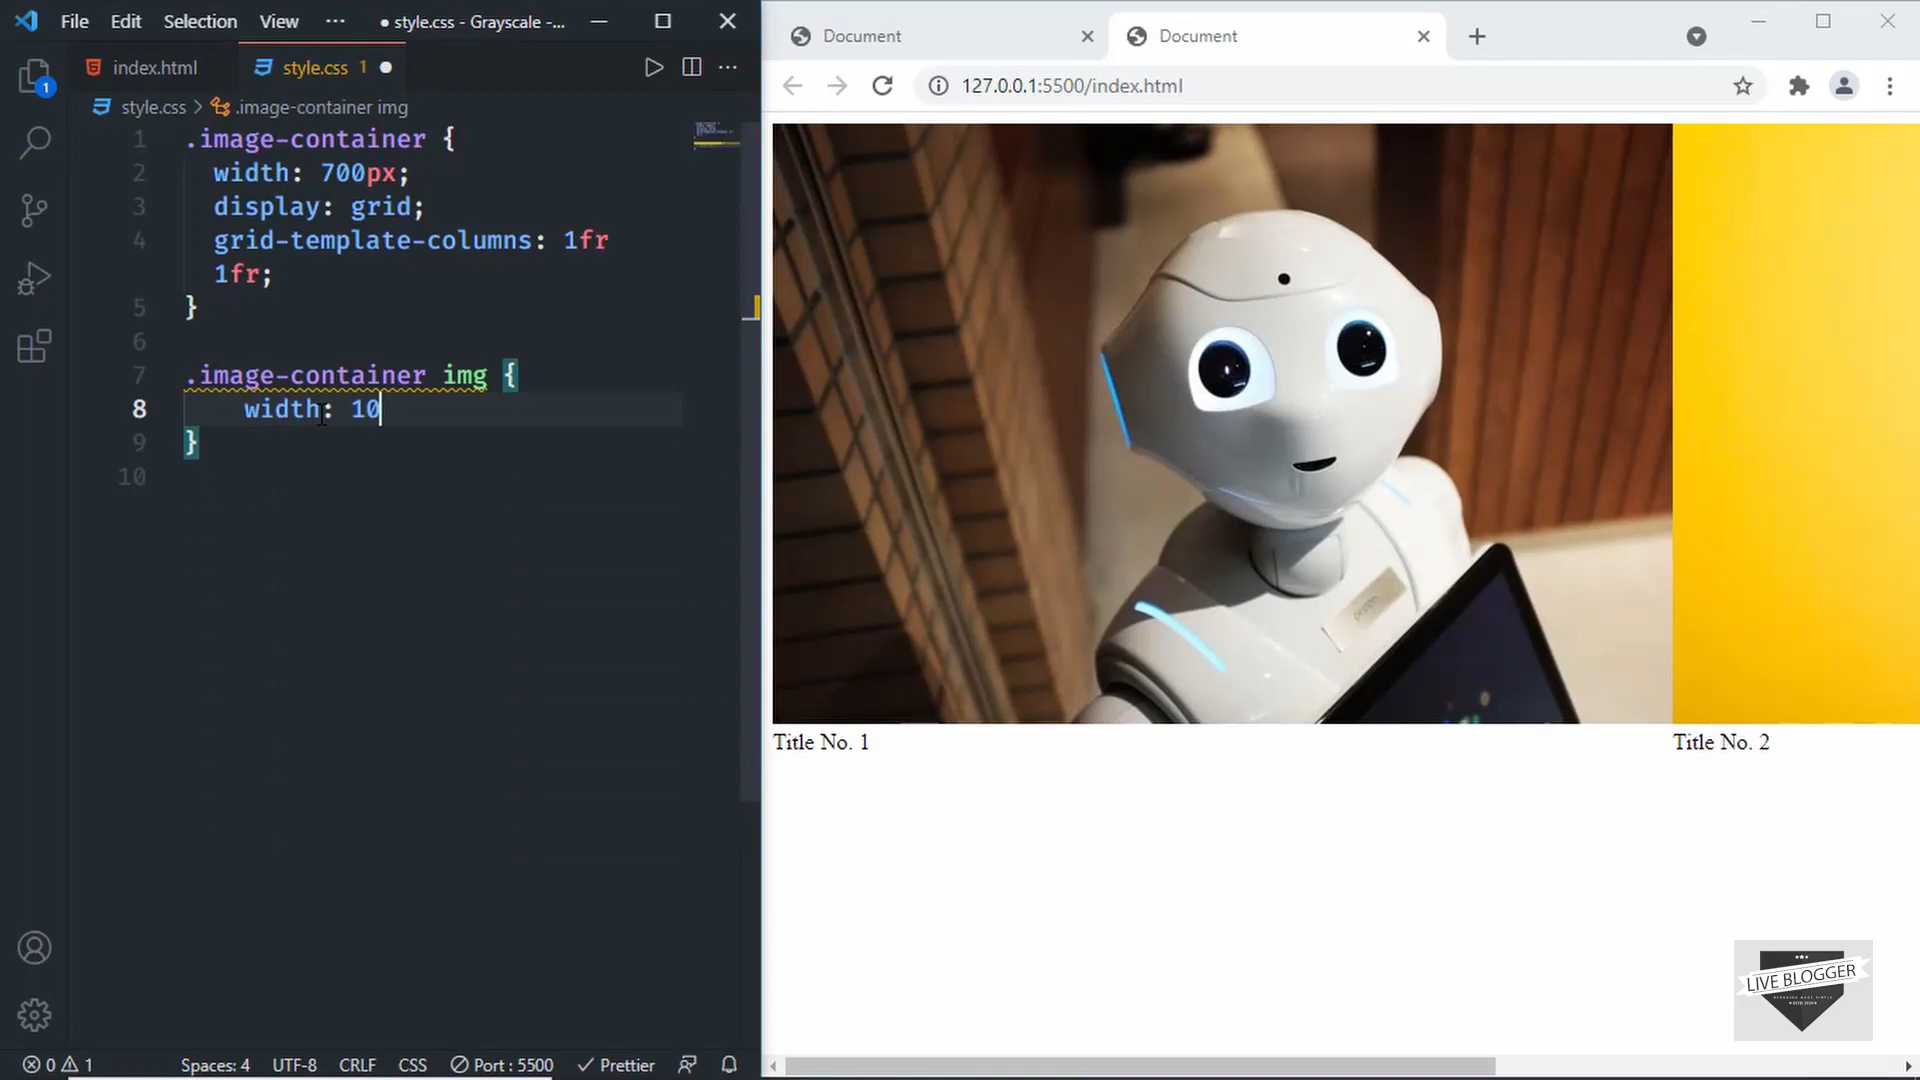 File Edit Selection View ··· ● style.css - Grayscale -...
index.html style.css 1 ●
style.css > .image-container img
1 .image-container {
2 width: 700px;
3 display: grid;
4 grid-template-columns: 1fr
1fr;
5 }
6
7 .image-container img {
8 width: 10
9 }
10
0 1 Spaces: 4 UTF-8 CRLF CSS Port : 5500 Prettier
1
Document Document
127.0.0.1:5500/index.html
Title No. 1 Title No. 2
LIVE BLOGGER